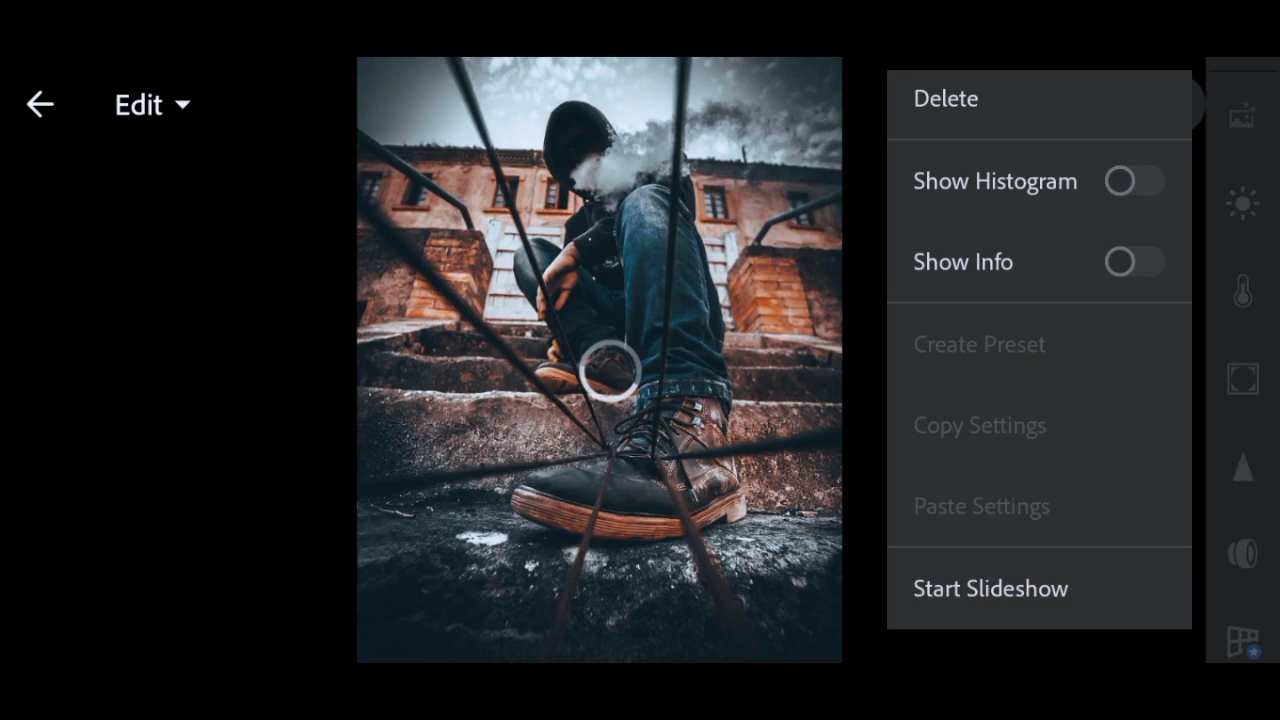 Edit
Delete
Show Histogram
Show Info
Create Preset
Copy Settings
Paste Settings
Start Slideshow